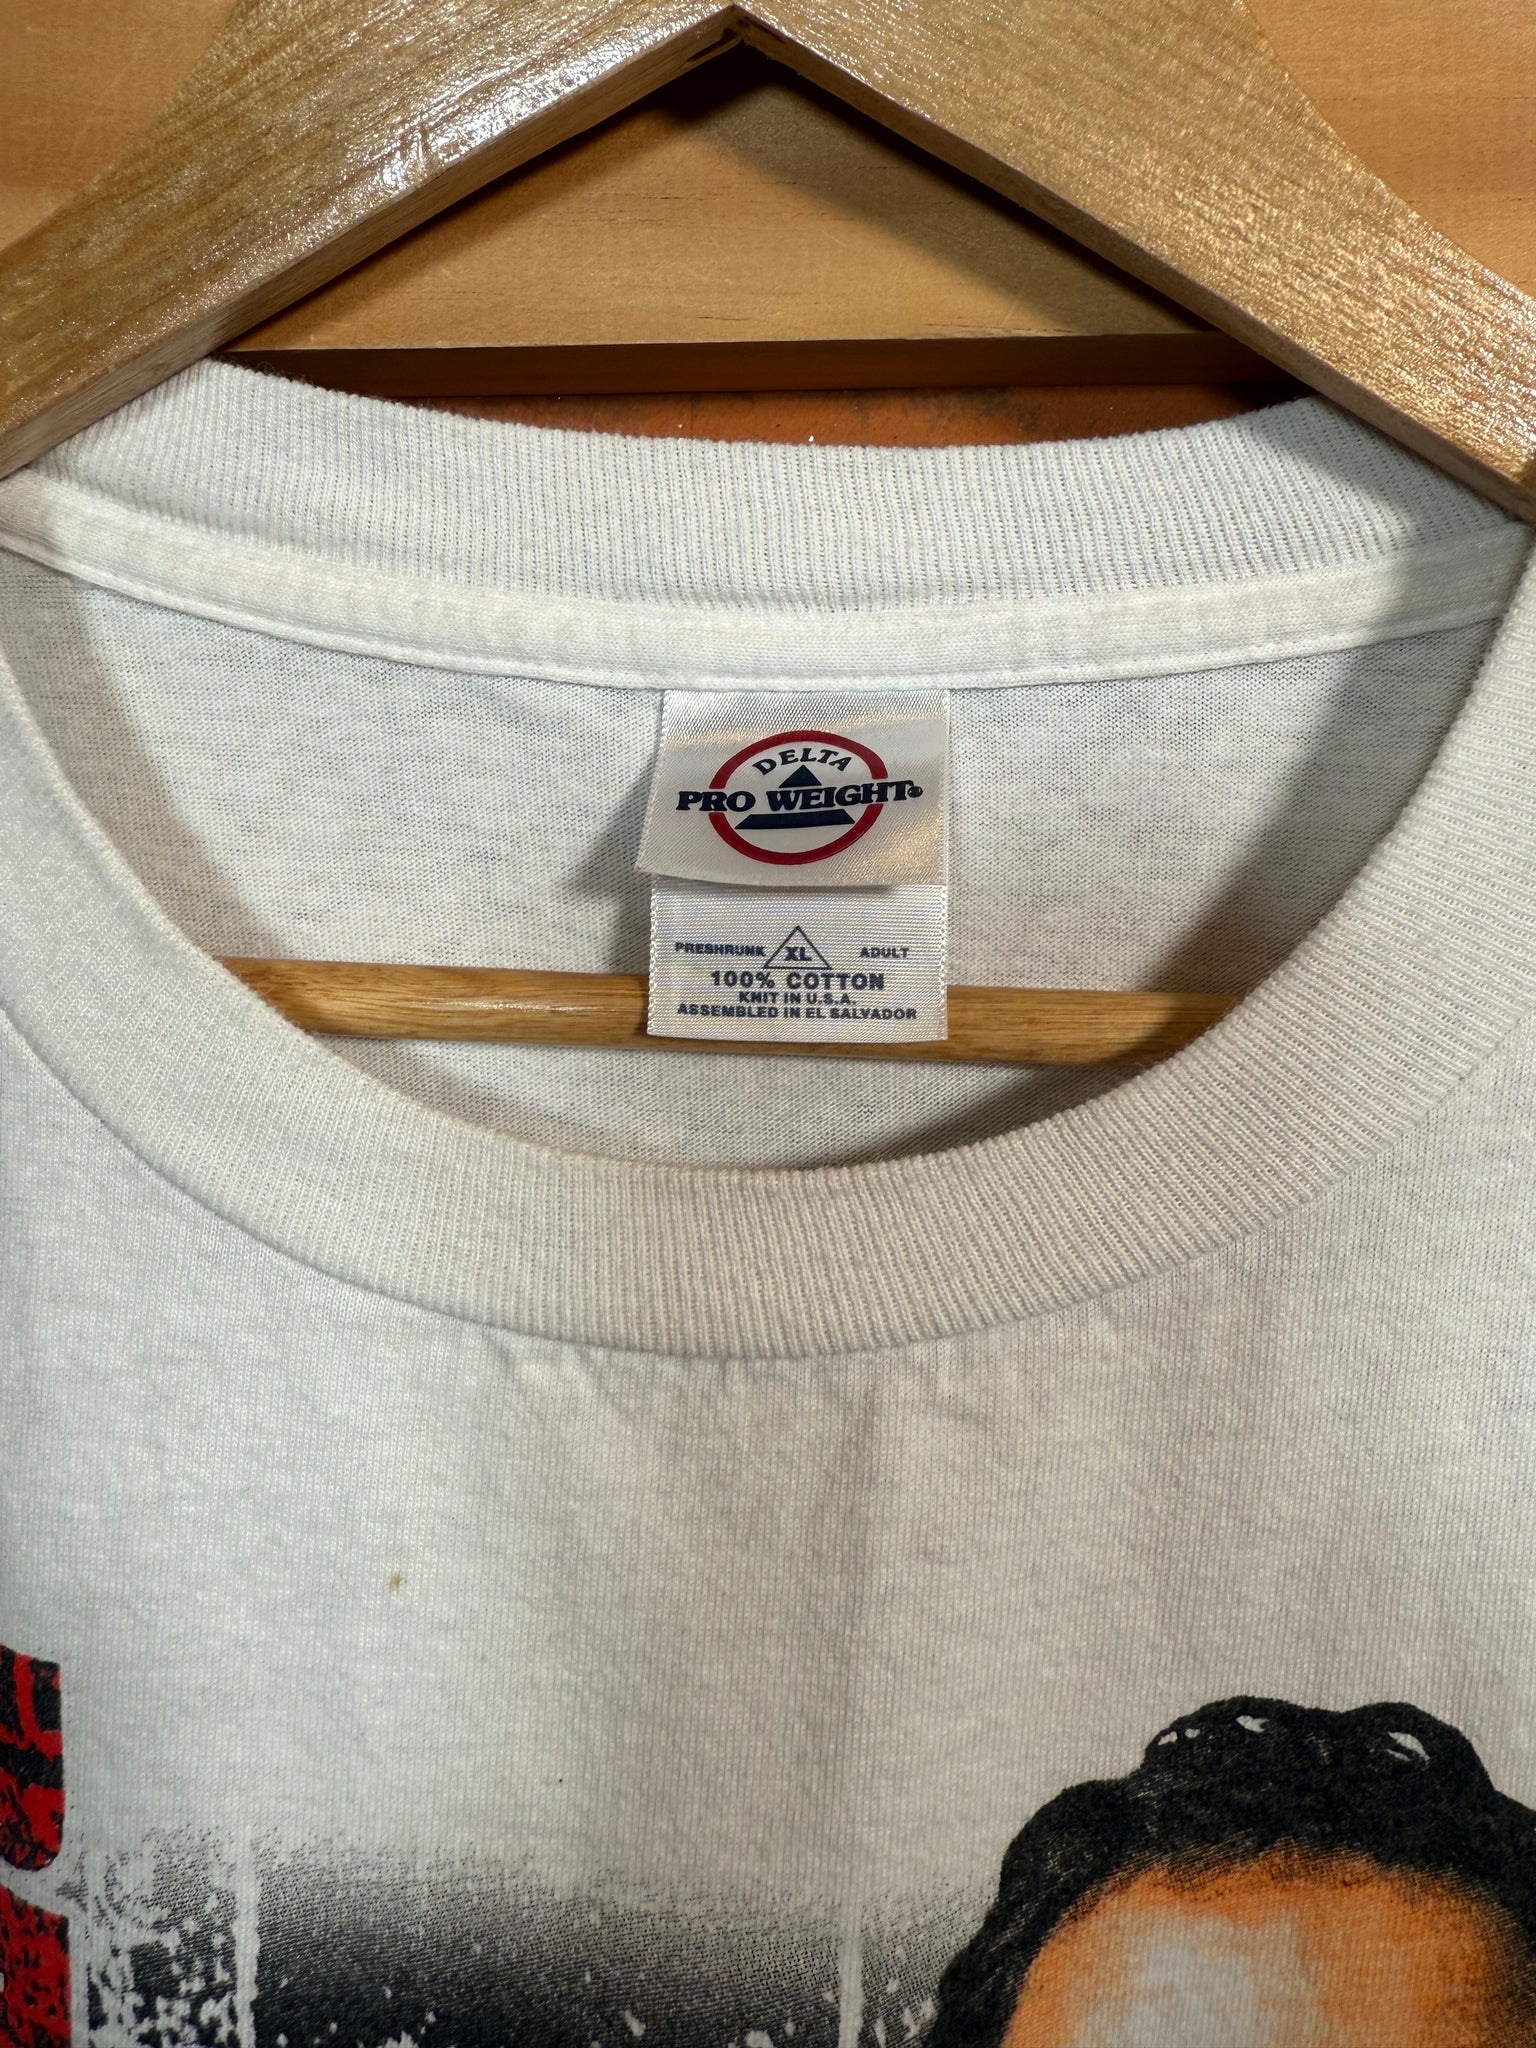 DELTA
PRO WEIGHT®
PRESHRUNK XL ADULT
100% COTTON
KNIT IN U.S.A.
ASSEMBLED IN EL SALVADOR